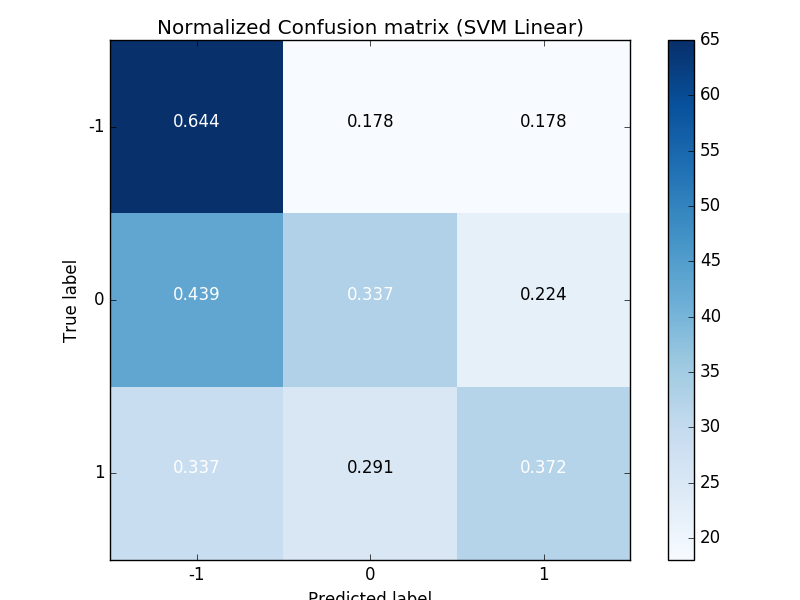 Normalized Confusion matrix (SVM Linear)
65
-1 0.644 0.178 0.178
60
55
50
45
True label
0 0.439 0.337 0.224
40
35
30
1 0.337 0.291 0.372
25
20
-1 0 1
Predicted label